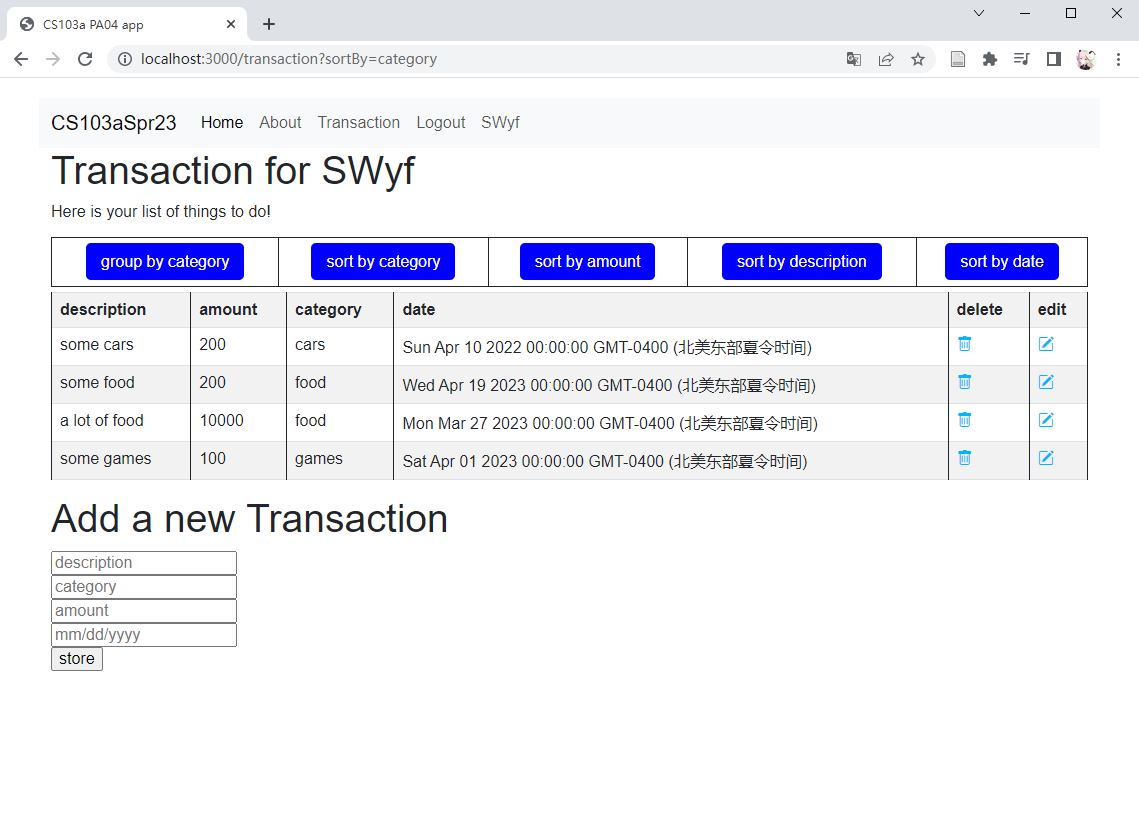 CS103a PA04 app
localhost:3000/transaction?sortBy=category
CS103aSpr23 Home About Transaction Logout SWyf
Transaction for SWyf
Here is your list of things to do!
group by category sort by category sort by amount sort by description sort by date
description amount category date delete edit
some cars 200 cars Sun Apr 10 2022 00:00:00 GMT-0400 (北美东部夏令时间)
some food 200 food Wed Apr 19 2023 00:00:00 GMT-0400 (北美东部夏令时间)
a lot of food 10000 food Mon Mar 27 2023 00:00:00 GMT-0400 (北美东部夏令时间)
some games 100 games Sat Apr 01 2023 00:00:00 GMT-0400 (北美东部夏令时间)
Add a new Transaction
description
category
amount
mm/dd/yyyy
store